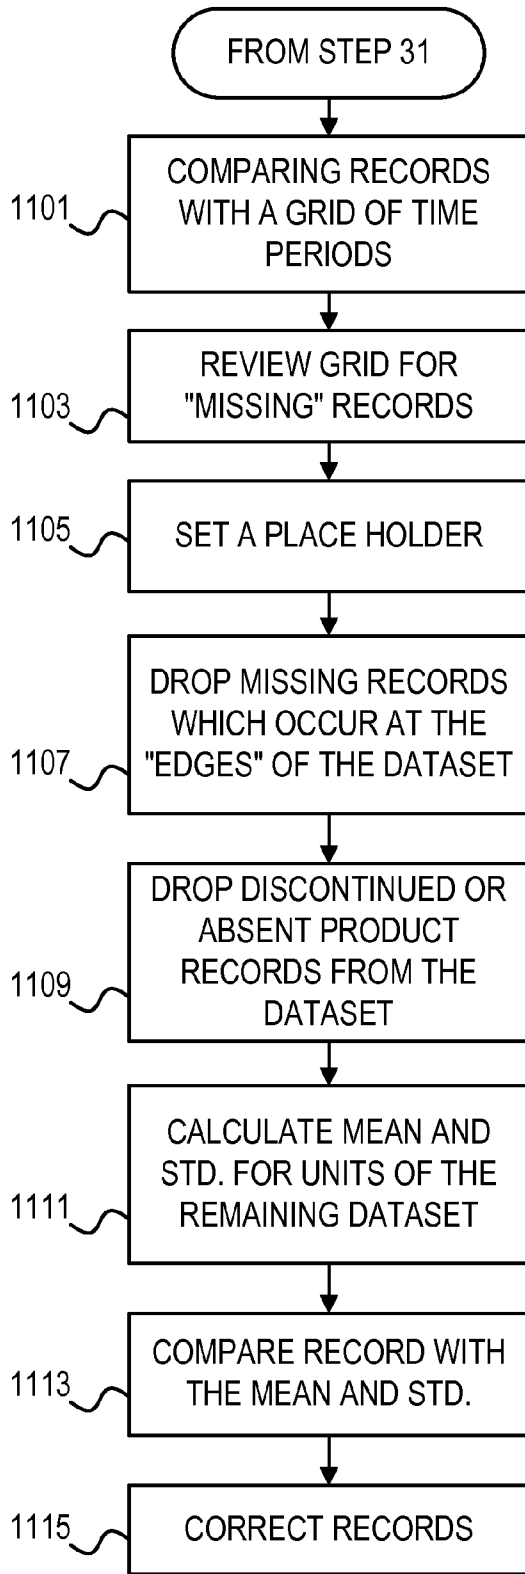 FROM STEP 31
1101
COMPARING RECORDS
WITH A GRID OF TIME
PERIODS
1103
REVIEW GRID FOR
"MISSING" RECORDS
1105
SET A PLACE HOLDER
1107
DROP MISSING RECORDS
WHICH OCCUR AT THE
"EDGES" OF THE DATASET
1109
DROP DISCONTINUED OR
ABSENT PRODUCT
RECORDS FROM THE
DATASET
1111
CALCULATE MEAN AND
STD. FOR UNITS OF THE
REMAINING DATASET
1113
COMPARE RECORD WITH
THE MEAN AND STD.
1115
CORRECT RECORDS